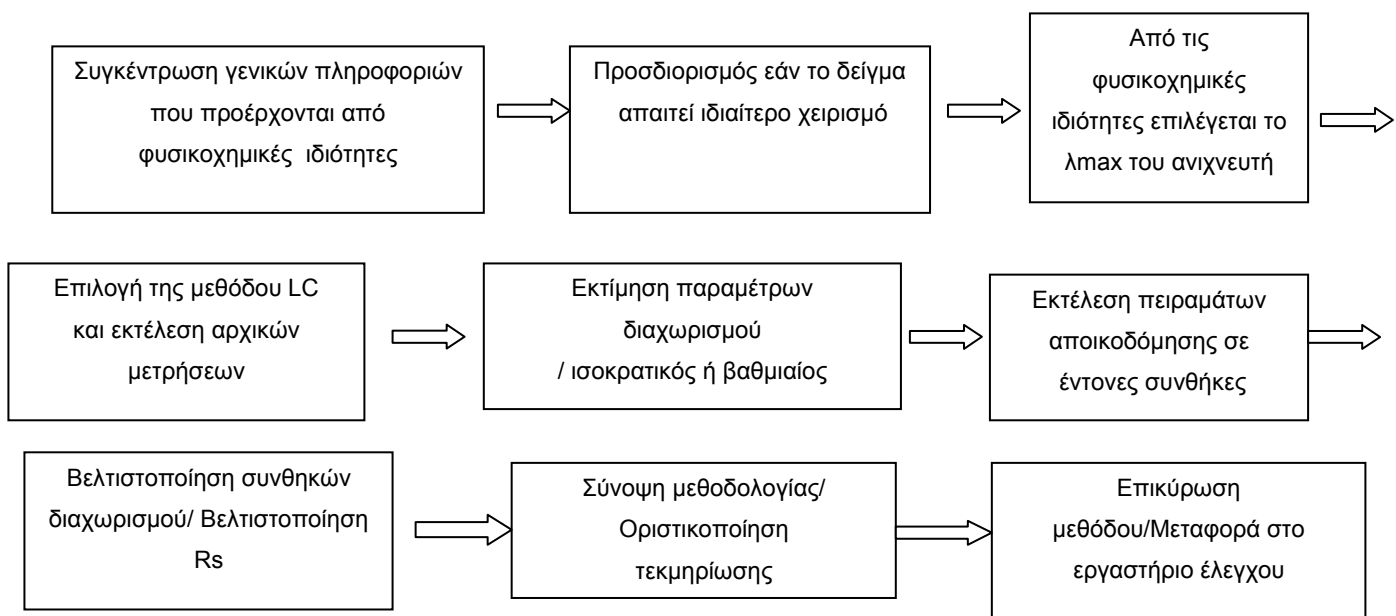 Συγκέντρωση γενικών πληροφοριών
που προέρχονται από
φυσικοχημικές ιδιότητες
Προσδιορισμός εάν το δείγμα
απαιτεί ιδιαίτερο χειρισμό
Από τις
φυσικοχημικές
ιδιότητες επιλέγεται το
λmax του ανιχνευτή
Επιλογή της μεθόδου LC
και εκτέλεση αρχικών
μετρήσεων
Εκτίμηση παραμέτρων
διαχωρισμού
/ ισοκρατικός ή βαθμιαίος
Εκτέλεση πειραμάτων
αποικοδόμησης σε
έντονες συνθήκες
Βελτιστοποίηση συνθηκών
διαχωρισμού/ Βελτιστοποίηση
Rs
Σύνοψη μεθοδολογίας/
Οριστικοποίηση
τεκμηρίωσης
Επικύρωση
μεθόδου/Μεταφορά στο
εργαστήριο έλεγχου